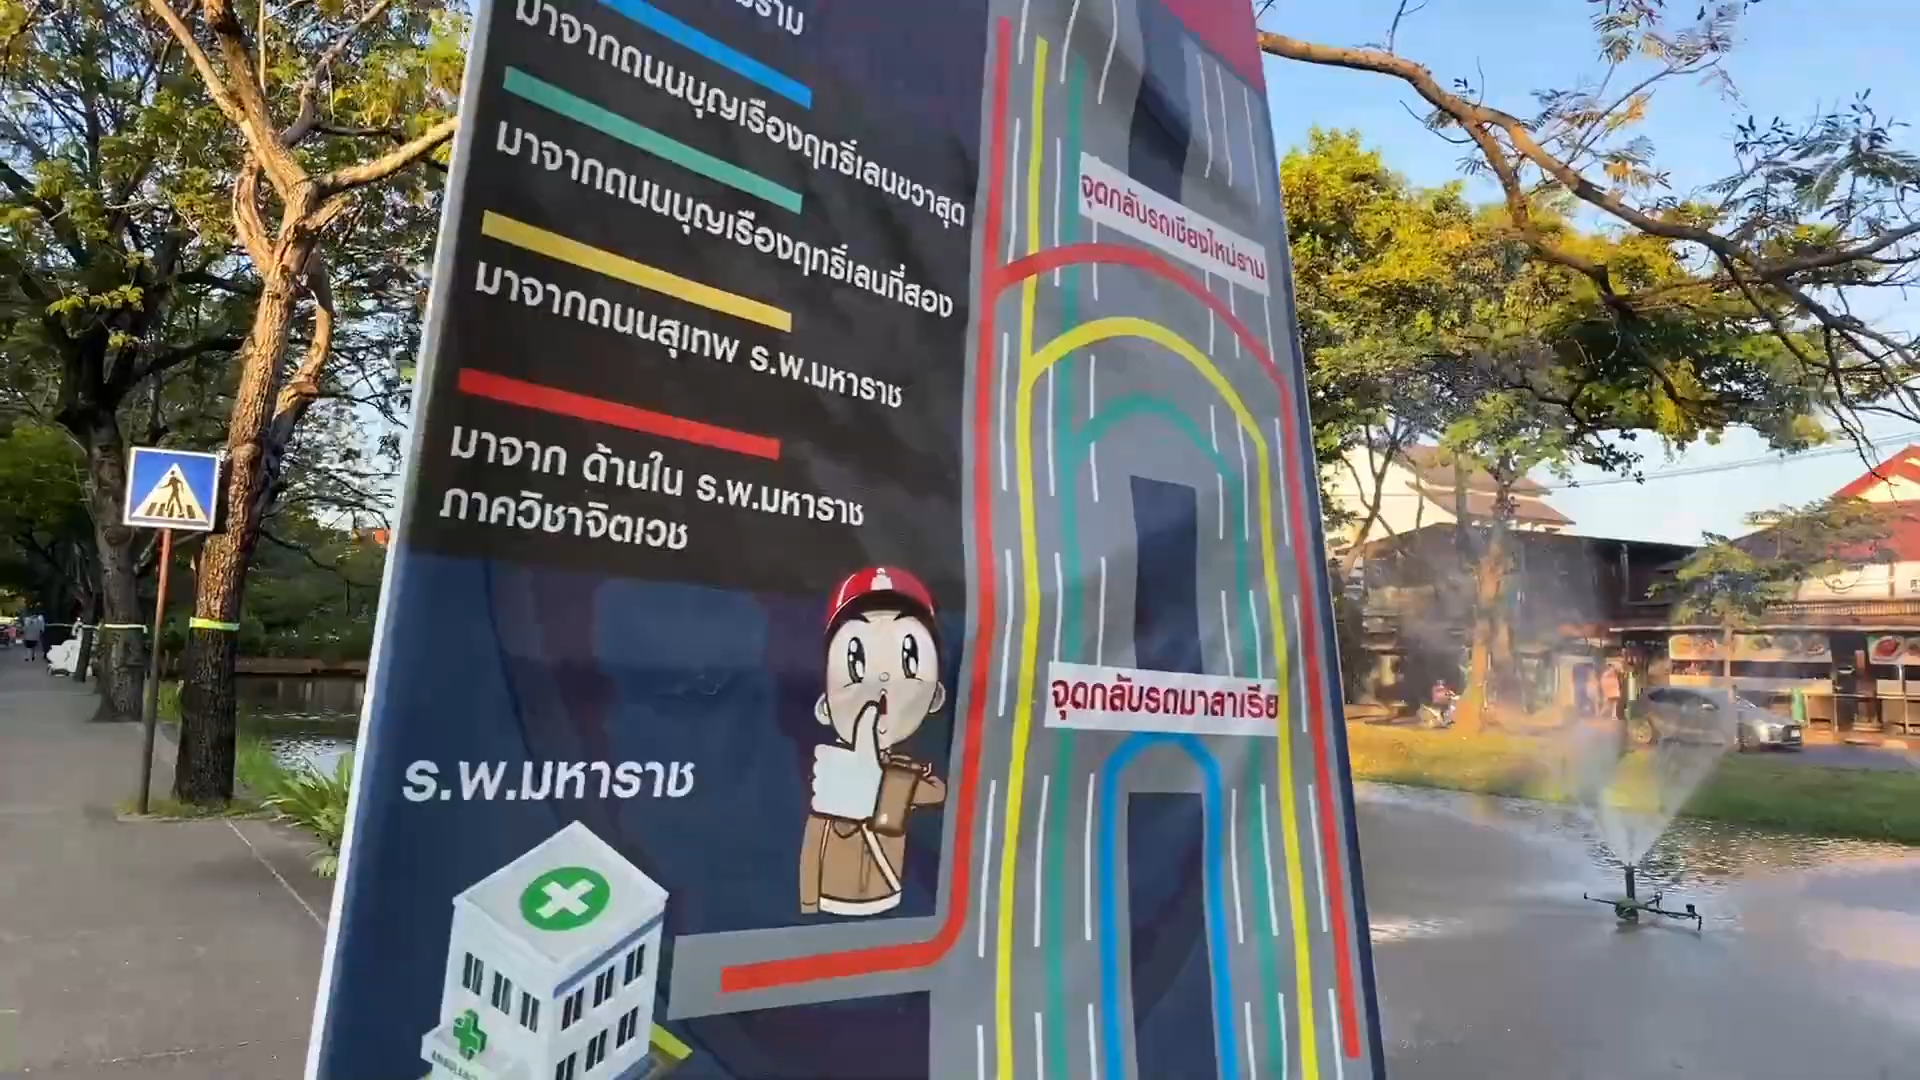 มาจากถนนบุญเรืองฤทธิ์เลนขวาสุด
มาจากถนนบุญเรืองฤทธิ์เลนที่สอง
มาจากถนนสุเทพ ร.พ.มหาราช
มาจาก ด้านใน ร.พ.มหาราช
ภาควิชาจิตเวช
จุดกลับรถเชียงใหม่ราม
จุดกลับรถมาลาเรีย
ร.พ.มหาราช